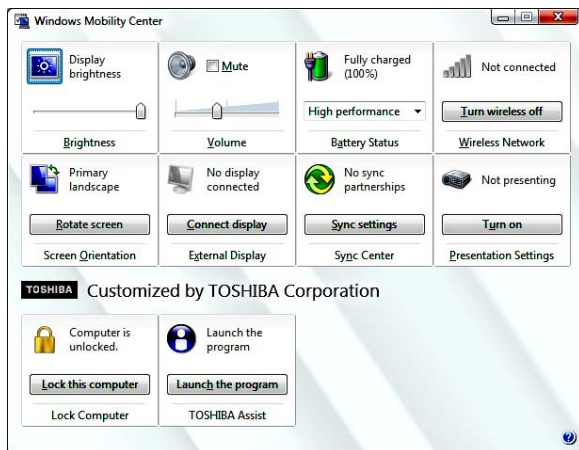 Windows Mobility Center
Display
brightness
Brightness
Mute
Volume
Fully charged
(100%)
High performance
Battery Status
Not connected
Turn wireless off
Wireless Network
Primary
landscape
Rotate screen
Screen Orientation
No display
connected
Connect display
External Display
No sync
partnerships
Sync settings
Sync Center
Not presenting
Turn on
Presentation Settings
TOSHIBA Customized by TOSHIBA Corporation
Computer is
unlocked.
Lock this computer
Lock Computer
Launch the
program
Launch the program
TOSHIBA Assist